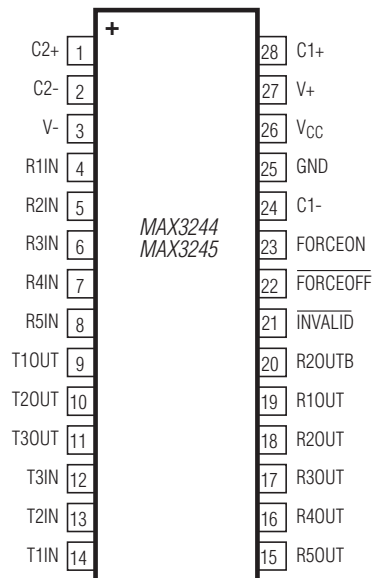 +
C2+ 1 28 C1+
C2- 2 27 V+
V- 3 26 VCC
R1IN 4 25 GND
R2IN 5 24 C1-
MAX3244
MAX3245
R3IN 6 23 FORCEON
R4IN 7 22 FORCEOFF
R5IN 8 21 INVALID
T1OUT 9 20 R2OUTB
T2OUT 10 19 R1OUT
T3OUT 11 18 R2OUT
T3IN 12 17 R3OUT
T2IN 13 16 R4OUT
T1IN 14 15 R5OUT